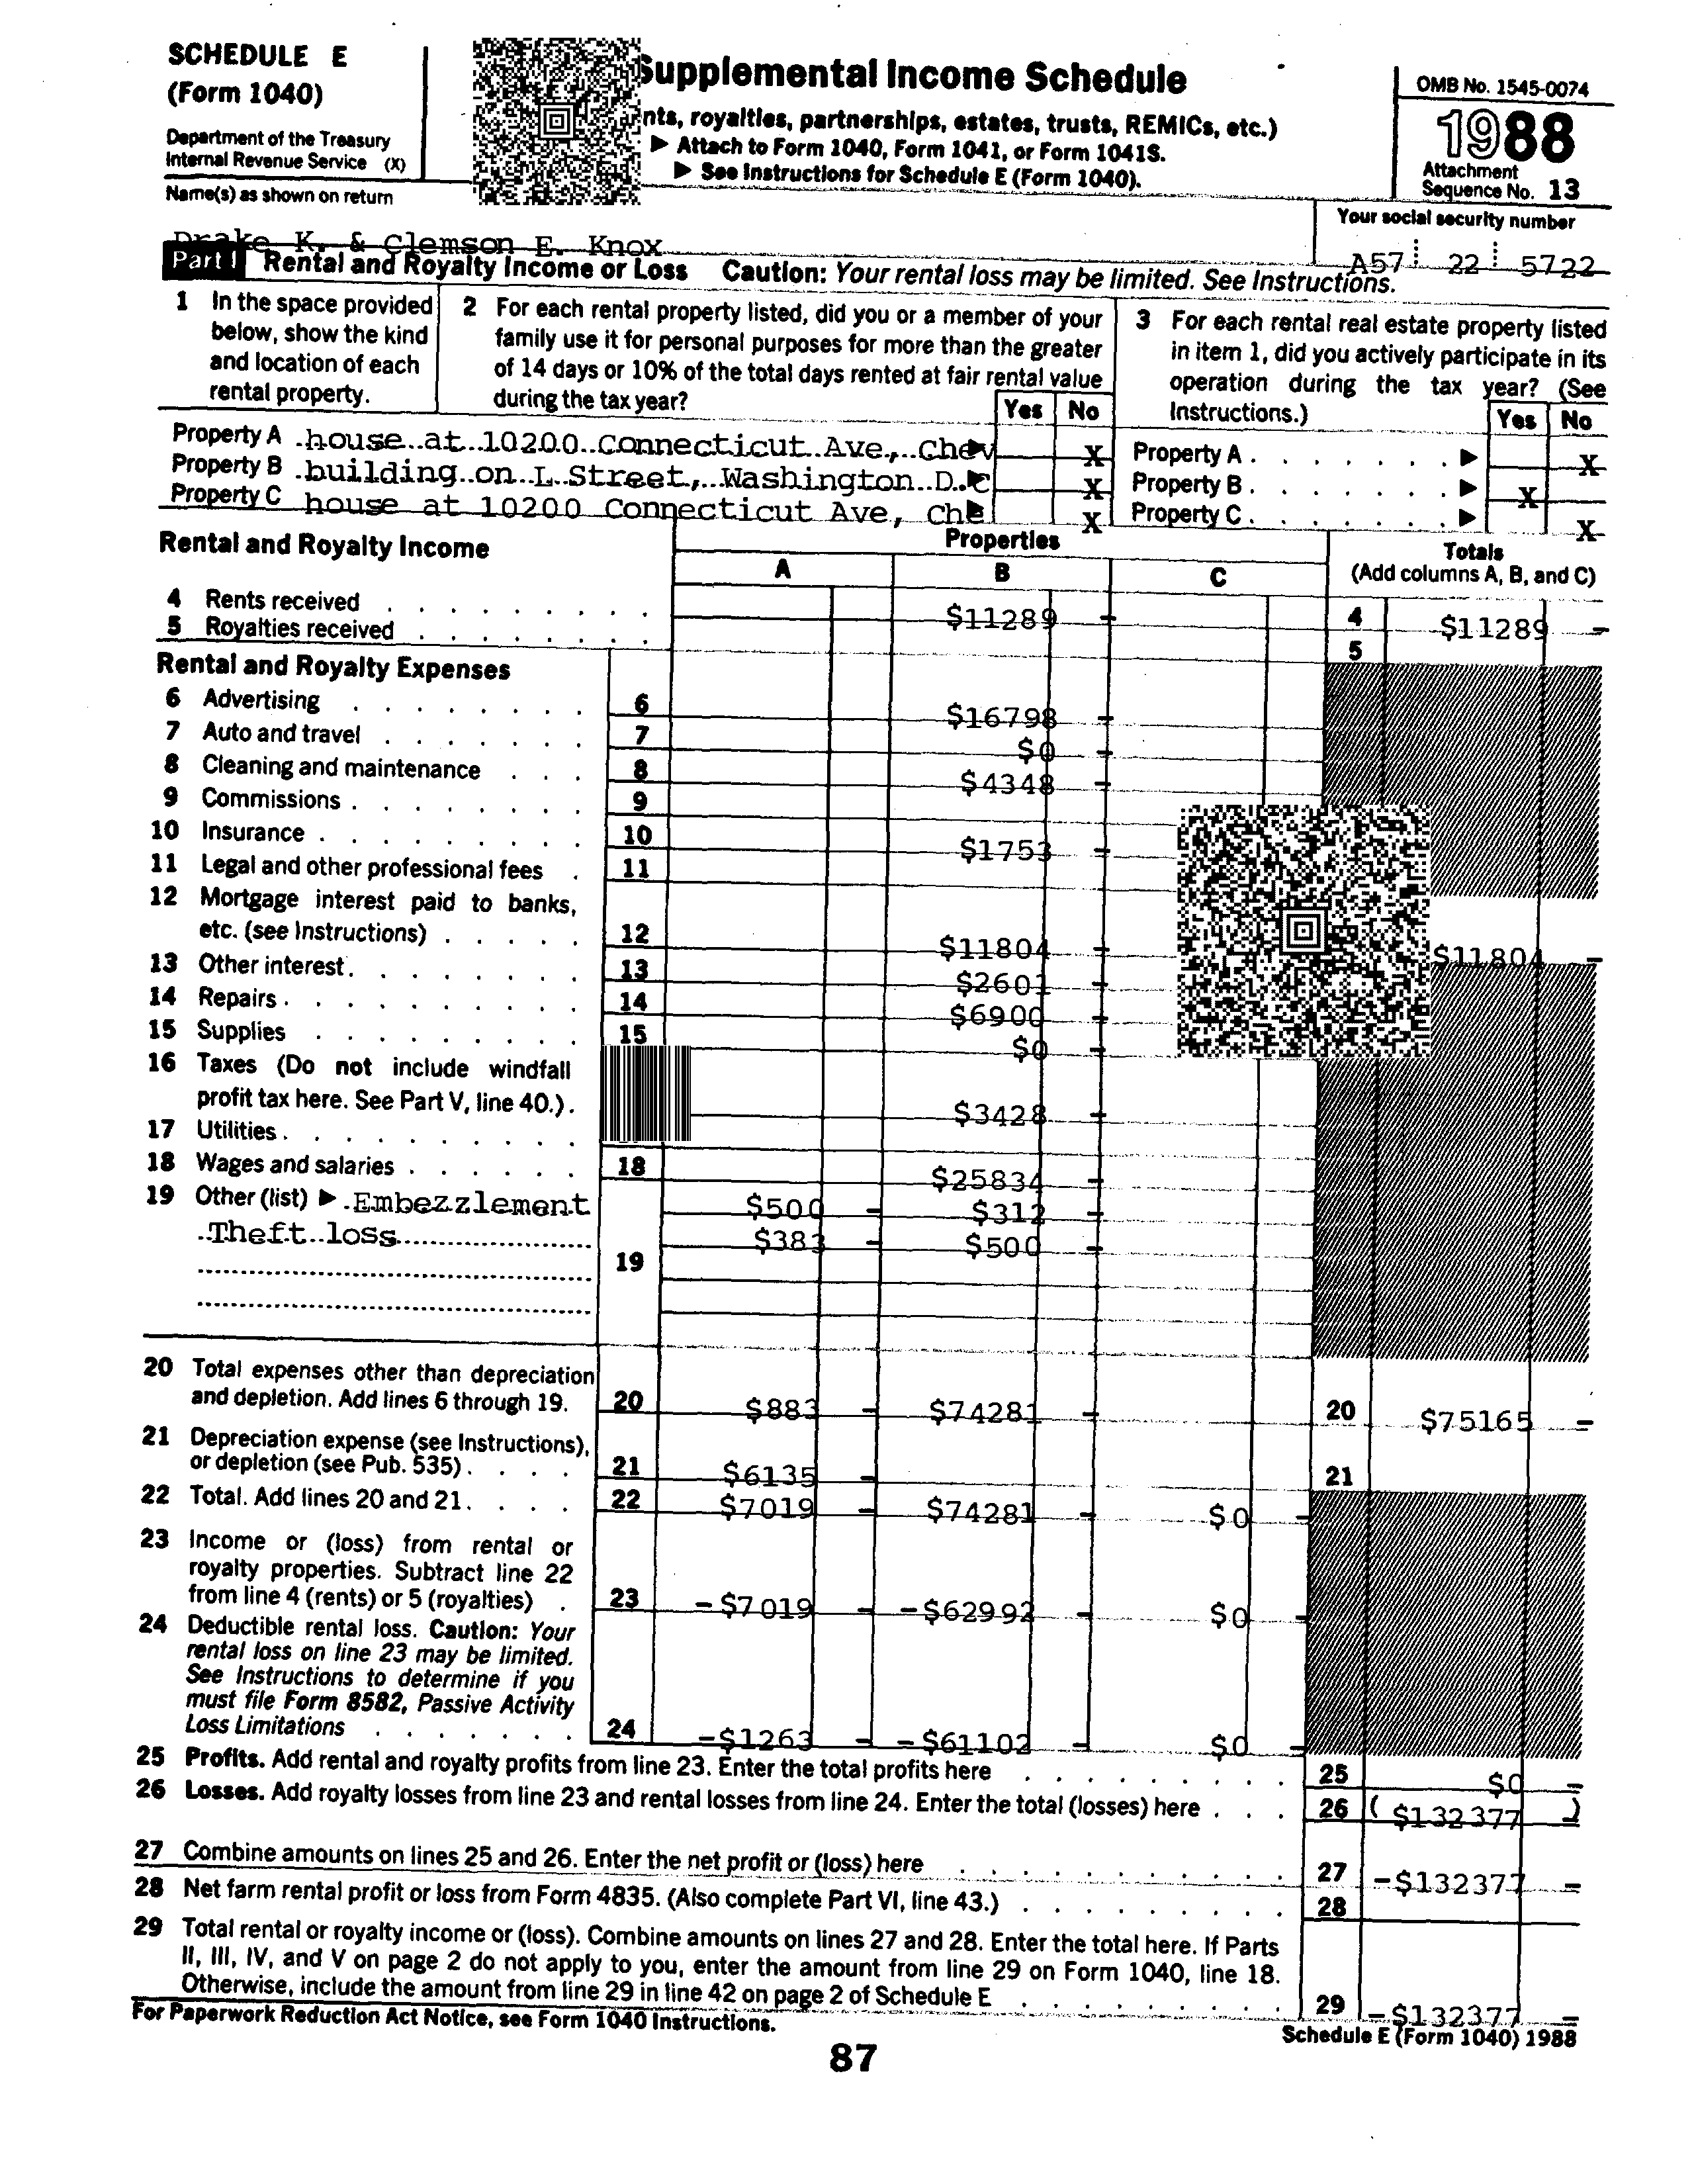 SCHEDULE E
(Form 1040)
Department of the Treasury
Internal Revenue Service (X)
Supplemental Income Schedule
nts, royalties, partnerships, estates, trusts, REMICs, etc.)
▶ Attach to Form 1040, Form 1041, or Form 1041S.
▶ See Instructions for Schedule E (Form 1040).
OMB No. 1545-0074
1988
Attachment
Sequence No. 13
Name(s) as shown on return
Drake K. & Clemson E. Knox
Your social security number
A57 22 5722
Part I Rental and Royalty Income or Loss Caution: Your rental loss may be limited. See Instructions.
1 In the space provided
below, show the kind
and location of each
rental property.
2 For each rental property listed, did you or a member of your
family use it for personal purposes for more than the greater
of 14 days or 10% of the total days rented at fair rental value
during the tax year?
Yes No
3 For each rental real estate property listed
in item 1, did you actively participate in its
operation during the tax year? (See
Instructions.)
Yes No
Property A house at 10200 Connecticut Ave, Chev ▶ X Property A ▶ X
Property B building on L Street, Washington D.C ▶ X Property B ▶ X
Property C house at 10200 Connecticut Ave, Che ▶ X Property C ▶ X
Rental and Royalty Income
Properties
A B C
Totals
(Add columns A, B, and C)
4 Rents received $11289 - 4 $11289 -
5 Royalties received 5
Rental and Royalty Expenses
6 Advertising 6 $16798 -
7 Auto and travel 7 $0 -
8 Cleaning and maintenance 8 $4348 -
9 Commissions 9
10 Insurance 10 $1753 -
11 Legal and other professional fees 11
12 Mortgage interest paid to banks,
etc. (see Instructions) 12 $11804 - $11804 -
13 Other interest 13 $2601 -
14 Repairs 14 $6900 -
15 Supplies 15 $0 -
16 Taxes (Do not include windfall
profit tax here. See Part V, line 40.) $3428 -
17 Utilities
18 Wages and salaries 18 $25834 -
19 Other (list) ▶ Embezzlement $500 - $312 -
Theft loss $383 - $500 -
19
20 Total expenses other than depreciation
and depletion. Add lines 6 through 19. 20 $883 - $74281 - 20 $75165 -
21 Depreciation expense (see Instructions),
or depletion (see Pub. 535) 21 $6135 - 21
22 Total. Add lines 20 and 21 22 $7019 - $74281 - $0 -
23 Income or (loss) from rental or
royalty properties. Subtract line 22
from line 4 (rents) or 5 (royalties) 23 -$7019 - -$62992 - $0 -
24 Deductible rental loss. Caution: Your
rental loss on line 23 may be limited.
See Instructions to determine if you
must file Form 8582, Passive Activity
Loss Limitations 24 -$1263 - -$61102 - $0 -
25 Profits. Add rental and royalty profits from line 23. Enter the total profits here 25 $0 -
26 Losses. Add royalty losses from line 23 and rental losses from line 24. Enter the total (losses) here 26 ( $132377 - )
27 Combine amounts on lines 25 and 26. Enter the net profit or (loss) here 27 -$132377 -
28 Net farm rental profit or loss from Form 4835. (Also complete Part VI, line 43.) 28
29 Total rental or royalty income or (loss). Combine amounts on lines 27 and 28. Enter the total here. If Parts
II, III, IV, and V on page 2 do not apply to you, enter the amount from line 29 on Form 1040, line 18.
Otherwise, include the amount from line 29 in line 42 on page 2 of Schedule E 29 -$132377 -
For Paperwork Reduction Act Notice, see Form 1040 Instructions.
Schedule E (Form 1040) 1988
87